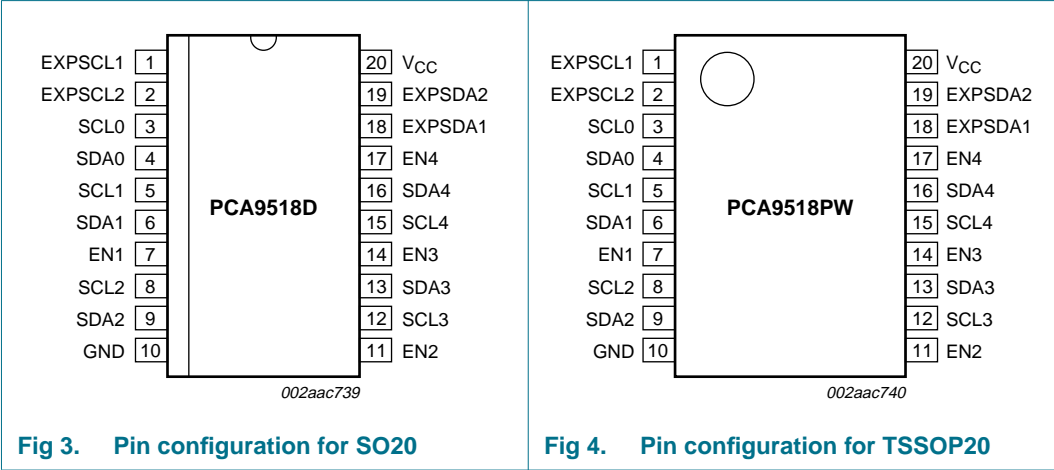 EXPSCL1 1
EXPSCL2 2
SCL0 3
SDA0 4
SCL1 5
SDA1 6
EN1 7
SCL2 8
SDA2 9
GND 10
PCA9518D
20 VCC
19 EXPSDA2
18 EXPSDA1
17 EN4
16 SDA4
15 SCL4
14 EN3
13 SDA3
12 SCL3
11 EN2
002aac739
Fig 3. Pin configuration for SO20
EXPSCL1 1
EXPSCL2 2
SCL0 3
SDA0 4
SCL1 5
SDA1 6
EN1 7
SCL2 8
SDA2 9
GND 10
PCA9518PW
20 VCC
19 EXPSDA2
18 EXPSDA1
17 EN4
16 SDA4
15 SCL4
14 EN3
13 SDA3
12 SCL3
11 EN2
002aac740
Fig 4. Pin configuration for TSSOP20